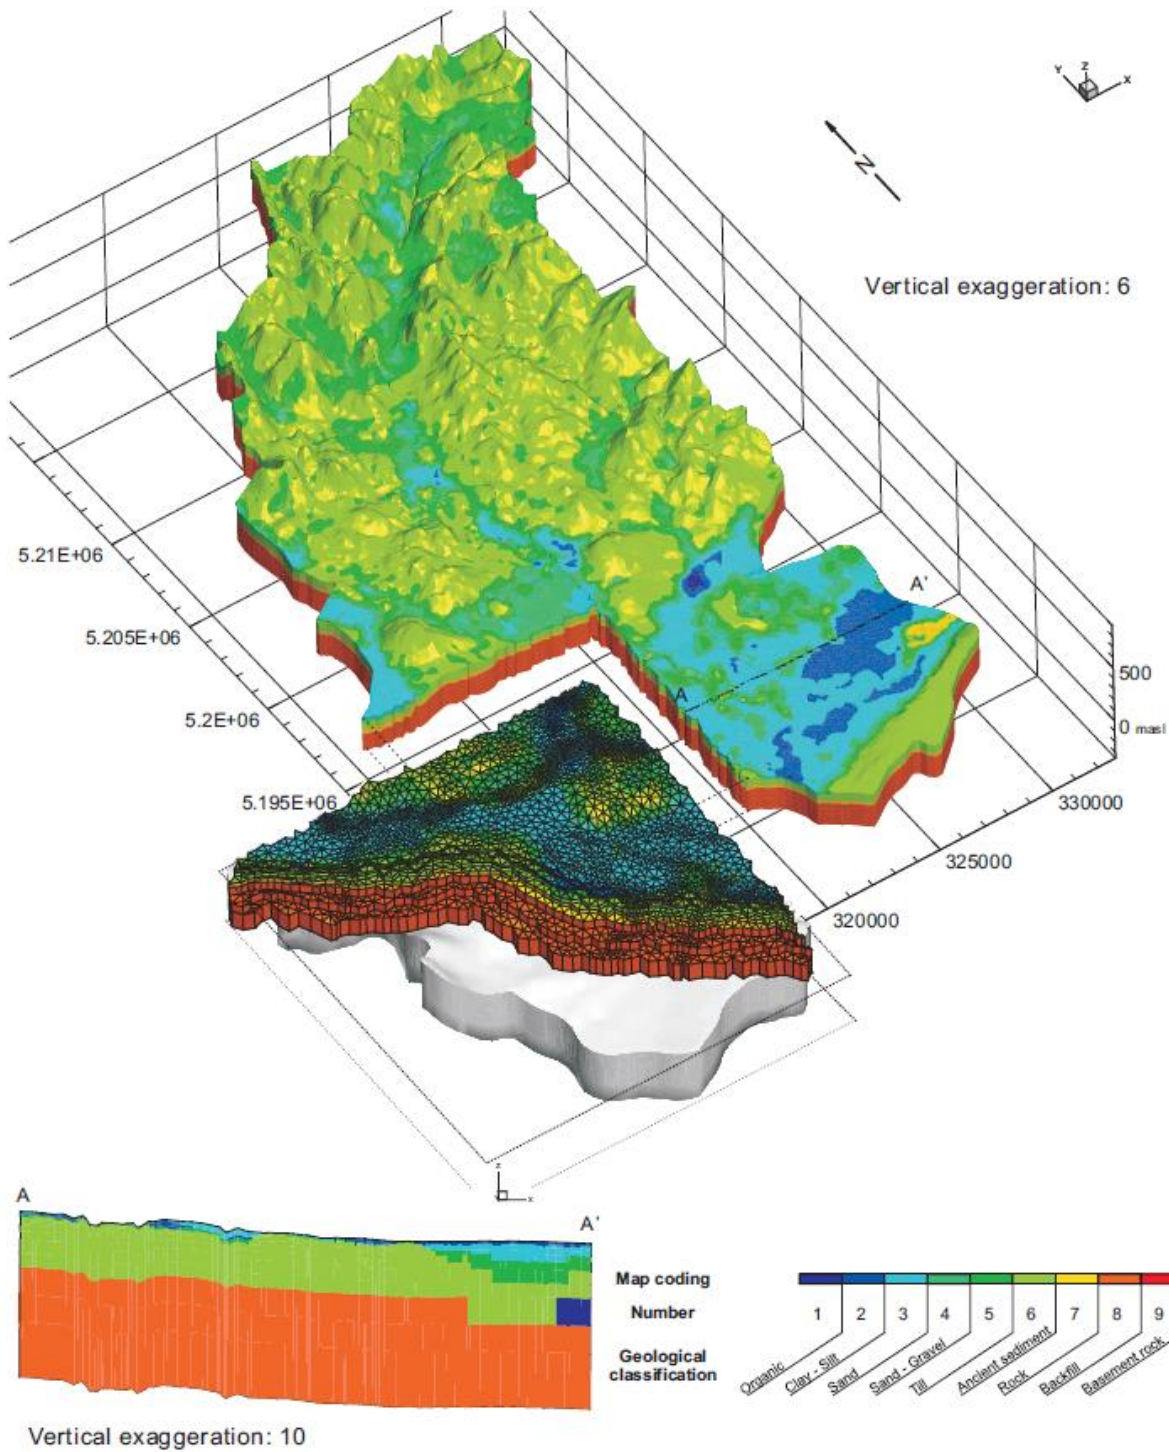 Y Z X
N
Vertical exaggeration: 6
5.21E+06
A'
5.205E+06
500
A
5.2E+06
0 masl
5.195E+06
330000
325000
320000
z
x
A
A'
Map coding
Number
1 2 3 4 5 6 7 8 9
Geological
classification
Organic
Clay - Silt
Sand
Sand - Gravel
Till
Ancient sediment
Rock
Backfill
Basement rock
Vertical exaggeration: 10